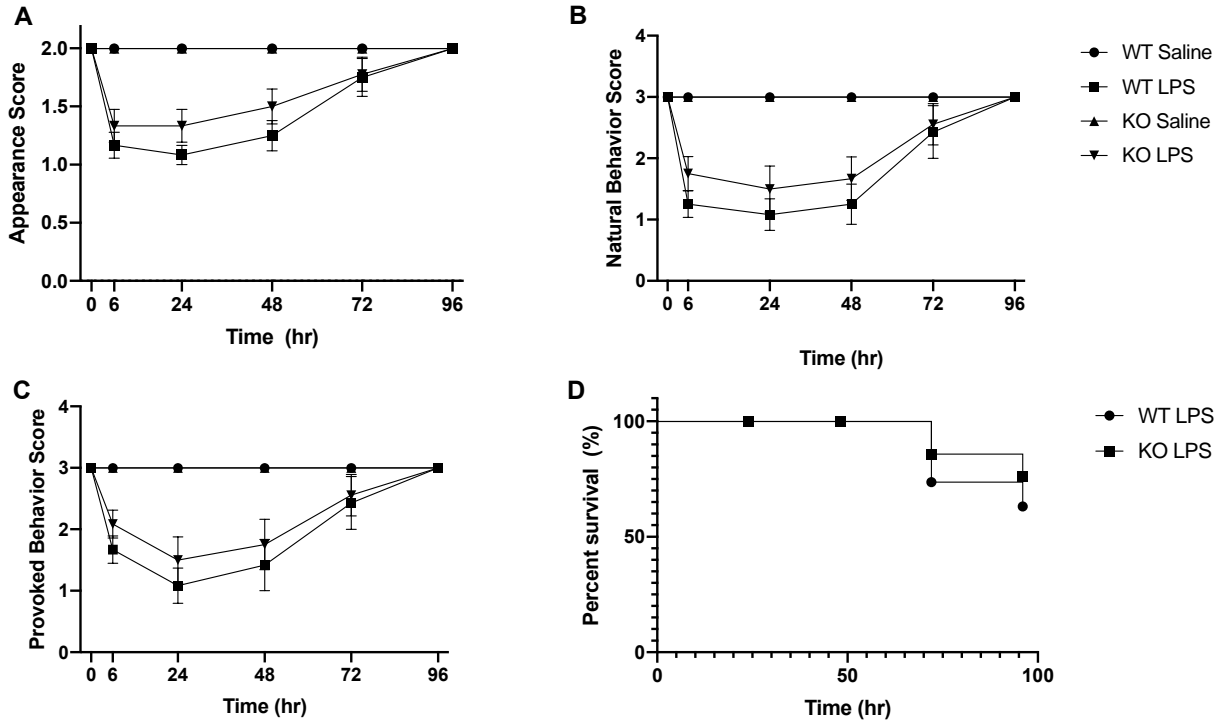 A
Appearance Score
2.0
1.5
1.0
0.5
0.0
0 6 24 48 72 96
Time (hr)
B
Natural Behavior Score
4
3
2
1
0
0 6 24 48 72 96
Time (hr)
WT Saline
WT LPS
KO Saline
KO LPS
C
Provoked Behavior Score
4
3
2
1
0
0 6 24 48 72 96
Time (hr)
D
Percent survival (%)
100
50
0
0 50 100
Time (hr)
WT LPS
KO LPS